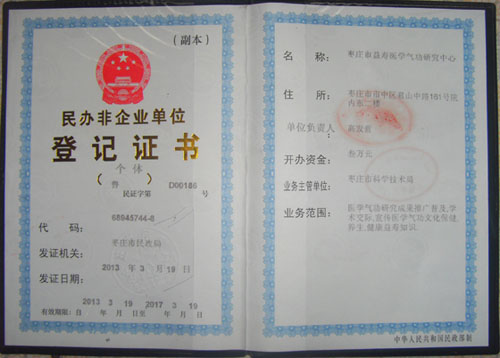 （副本）
民办非企业单位
登记证书
个体
（鲁）
民证字第 D00186 号
代码： 68945744-8
发证机关： 枣庄市民政局
发证日期： 2013 年 3 月 19 日
有效期限： 自 2013 年 3 月 19 日至 2017 年 3 月 19 日
名称： 枣庄市益寿医学气功研究中心
住所： 枣庄市市中区君山中路161号院
内东二楼
单位负责人
开办资金： 叁万元
业务主管单位： 枣庄市科学技术局
业务范围： 医学气功研究成果推广普及,学
术交际,宣传医学气功文化保健
养生,健康益寿知识.
中华人民共和国民政部制